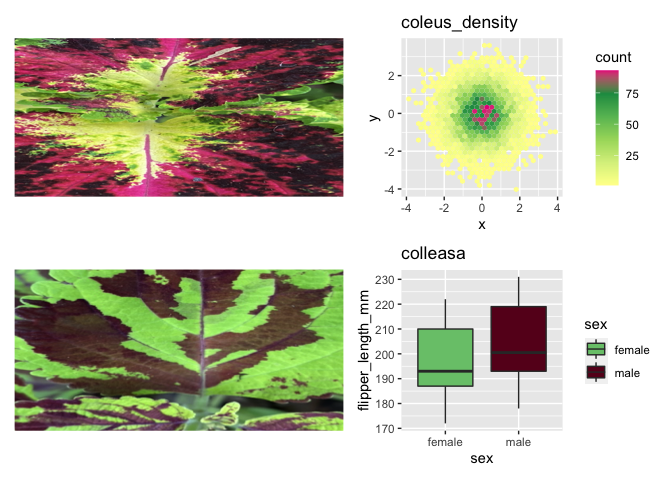 coleus_density
count
75
50
25
y
2
0
-2
-4
-4 -2 0 2 4
x
colleasa
flipper_length_mm
230
220
210
200
190
180
170
female male
sex
sex
female
male